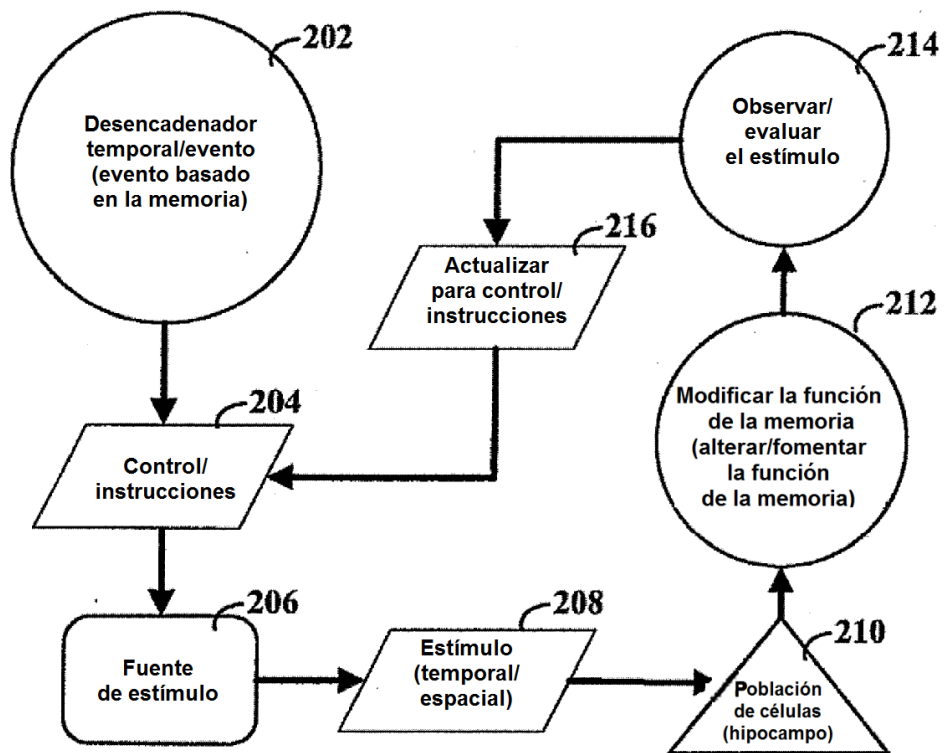 202
Desencadenador
temporal/evento
(evento basado
en la memoria)
214
Observar/
evaluar
el estímulo
216
Actualizar
para control/
instrucciones
212
Modificar la función
de la memoria
(alterar/fomentar
la función
de la memoria)
204
Control/
instrucciones
206
Fuente
de estímulo
208
Estímulo
(temporal/
espacial)
210
Población
de células
(hipocampo)